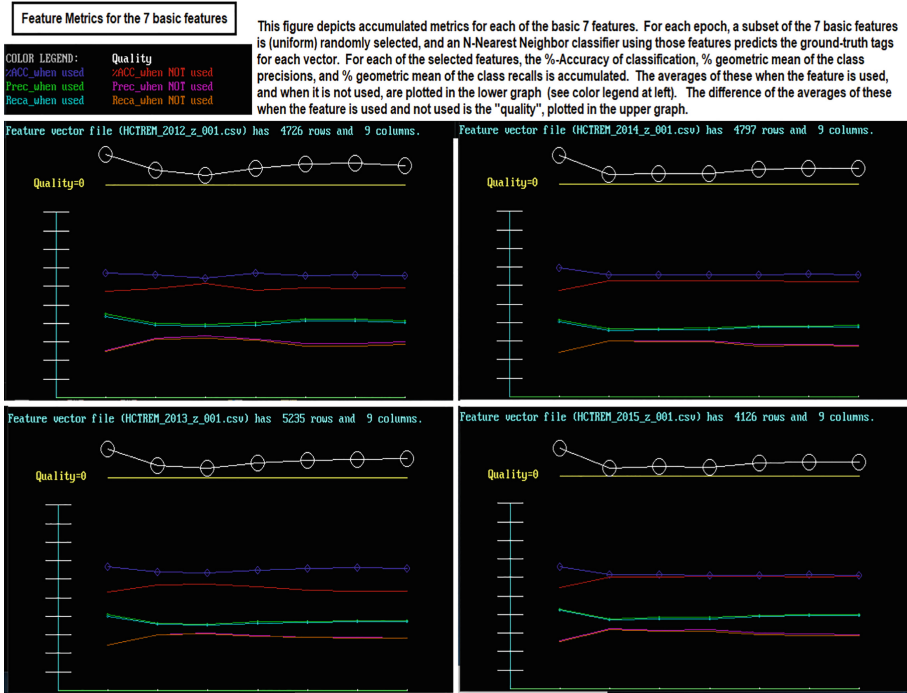 Feature Metrics for the 7 basic features
This figure depicts accumulated metrics for each of the basic 7 features. For each epoch, a subset of the 7 basic features
is (uniform) randomly selected, and an N-Nearest Neighbor classifier using those features predicts the ground-truth tags
for each vector. For each of the selected features, the %-Accuracy of classification, % geometric mean of the class
precisions, and % geometric mean of the class recalls is accumulated. The averages of these when the feature is used,
and when it is not used, are plotted in the lower graph (see color legend at left). The difference of the averages of these
when the feature is used and not used is the "quality", plotted in the upper graph.
COLOR LEGEND: Quality
%ACC_when used %ACC_when NOT used
Prec_when used Prec_when NOT used
Reca_when used Reca_when NOT used
Feature vector file (HCTREM_2012_z_001.csv) has 4726 rows and 9 columns.
Quality=0
Feature vector file (HCTREM_2014_z_001.csv) has 4797 rows and 9 columns.
Quality=0
Feature vector file (HCTREM_2013_z_001.csv) has 5235 rows and 9 columns.
Quality=0
Feature vector file (HCTREM_2015_z_001.csv) has 4126 rows and 9 columns.
Quality=0